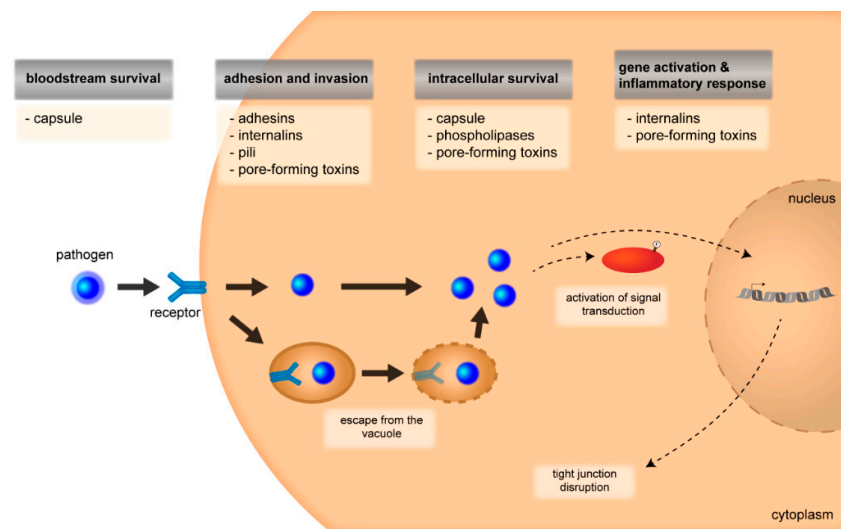 bloodstream survival
- capsule
adhesion and invasion
- adhesins
- internalins
- pili
- pore-forming toxins
intracellular survival
- capsule
- phospholipases
- pore-forming toxins
gene activation &
inflammatory response
- internalins
- pore-forming toxins
nucleus
pathogen
receptor
P
activation of signal
transduction
escape from the
vacuole
tight junction
disruption
cytoplasm